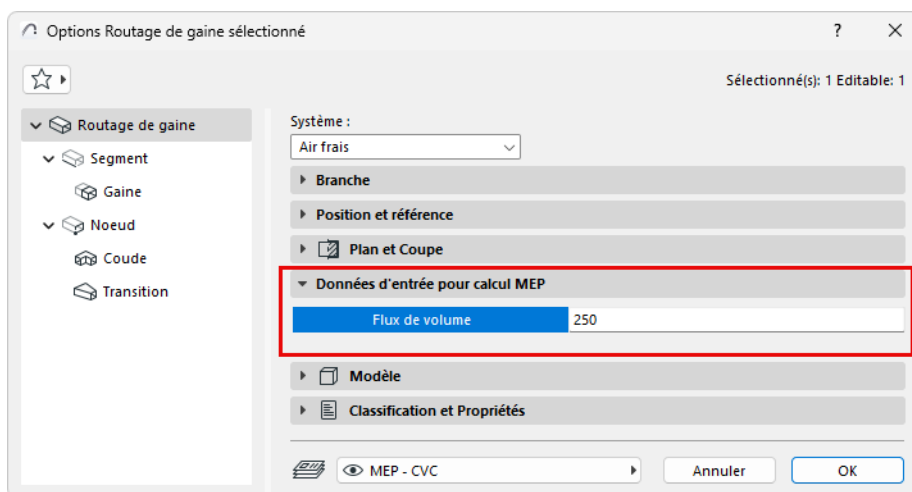 Options Routage de gaine sélectionné
?
Sélectionné(s): 1 Editable: 1
Routage de gaine
Segment
Gaine
Noeud
Coude
Transition
Système :
Air frais
Branche
Position et référence
Plan et Coupe
Données d'entrée pour calcul MEP
Flux de volume 250
Modèle
Classification et Propriétés
MEP - CVC
Annuler
OK